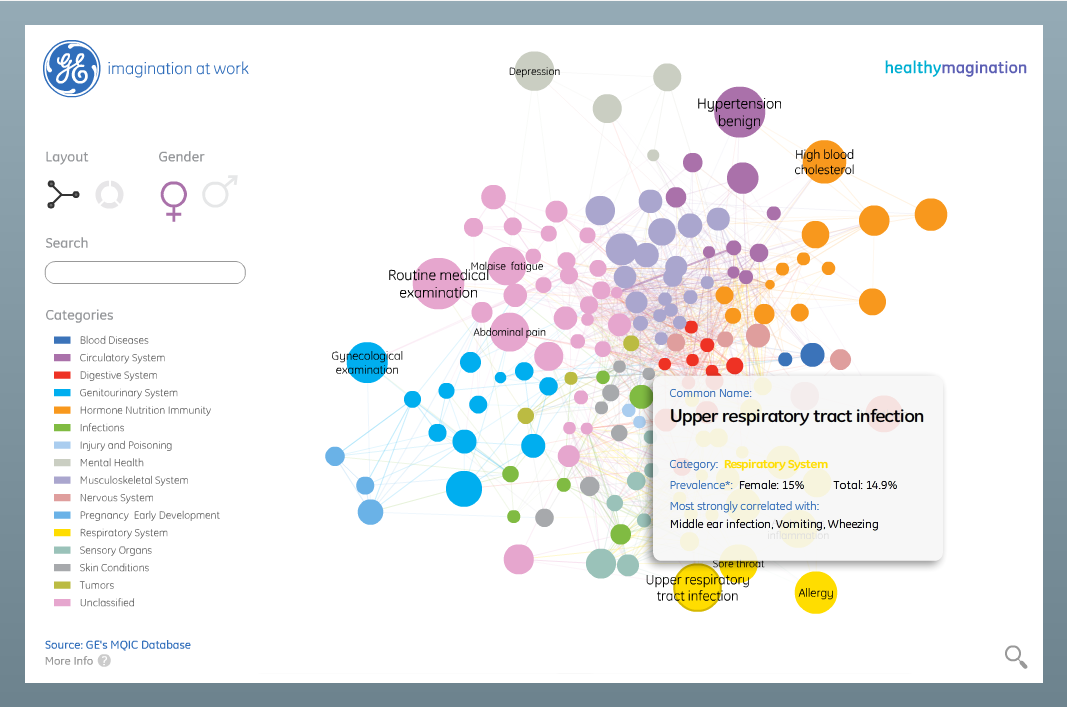 GE
imagination at work
healthymagination
Layout
Gender
Search
Categories
Blood Diseases
Circulatory System
Digestive System
Genitourinary System
Hormone Nutrition Immunity
Infections
Injury and Poisoning
Mental Health
Musculoskeletal System
Nervous System
Pregnancy Early Development
Respiratory System
Sensory Organs
Skin Conditions
Tumors
Unclassified
Source: GE's MQIC Database
More Info ?
Depression
Hypertension
benign
High blood
cholesterol
Malaise fatigue
Routine medical
examination
Abdominal pain
Gynecological
examination
Common Name:
Upper respiratory tract infection
Category: Respiratory System
Prevalence*: Female: 15% Total: 14.9%
Most strongly correlated with:
Middle ear infection, Vomiting, Wheezing
inflammation
Sore throat
Upper respiratory
tract infection
Allergy